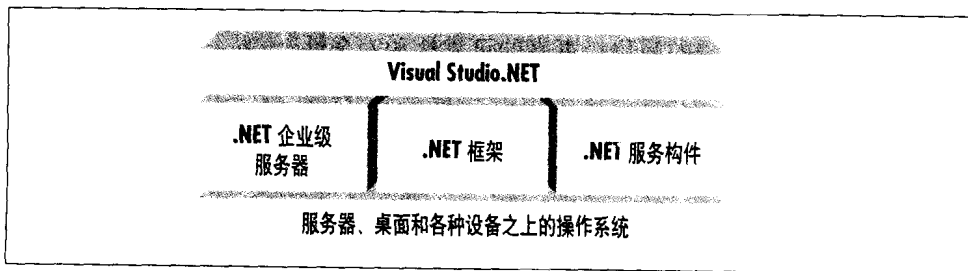 Visual Studio.NET
.NET 企业级
服务器
.NET 框架
.NET 服务构件
服务器、桌面和各种设备之上的操作系统